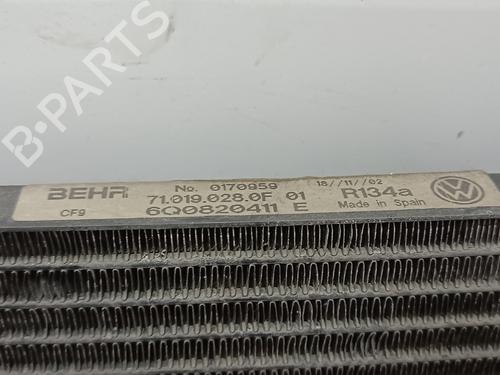 BEHR No. 0170959 18//11//02
71.019.028.0F 01 R134a
CF9 6Q0820411 E Made in Spain
B-PARTS